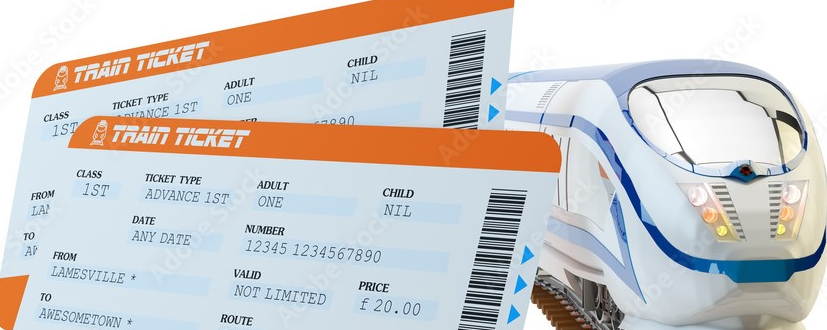 TRAIN TICKET
CLASS TICKET TYPE ADULT CHILD
1ST ADVANCE 1ST ONE NIL
FROM
TO
TRAIN TICKET
CLASS TICKET TYPE ADULT CHILD
1ST ADVANCE 1ST ONE NIL
DATE NUMBER
ANY DATE 12345 1234567890
FROM VALID PRICE
LAMESVILLE * NOT LIMITED £20.00
TO ROUTE
AWESOMETOWN *
Adobe Stock